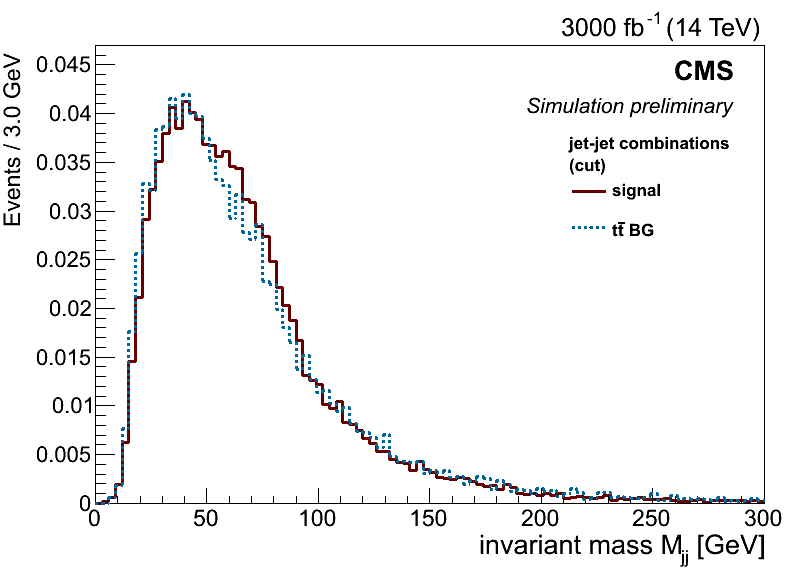 3000 fb-1 (14 TeV)
CMS
Simulation preliminary
jet-jet combinations
(cut)
signal
tt̄ BG
Events / 3.0 GeV
0.045
0.04
0.035
0.03
0.025
0.02
0.015
0.01
0.005
0
0 50 100 150 200 250 300
invariant mass Mjj [GeV]